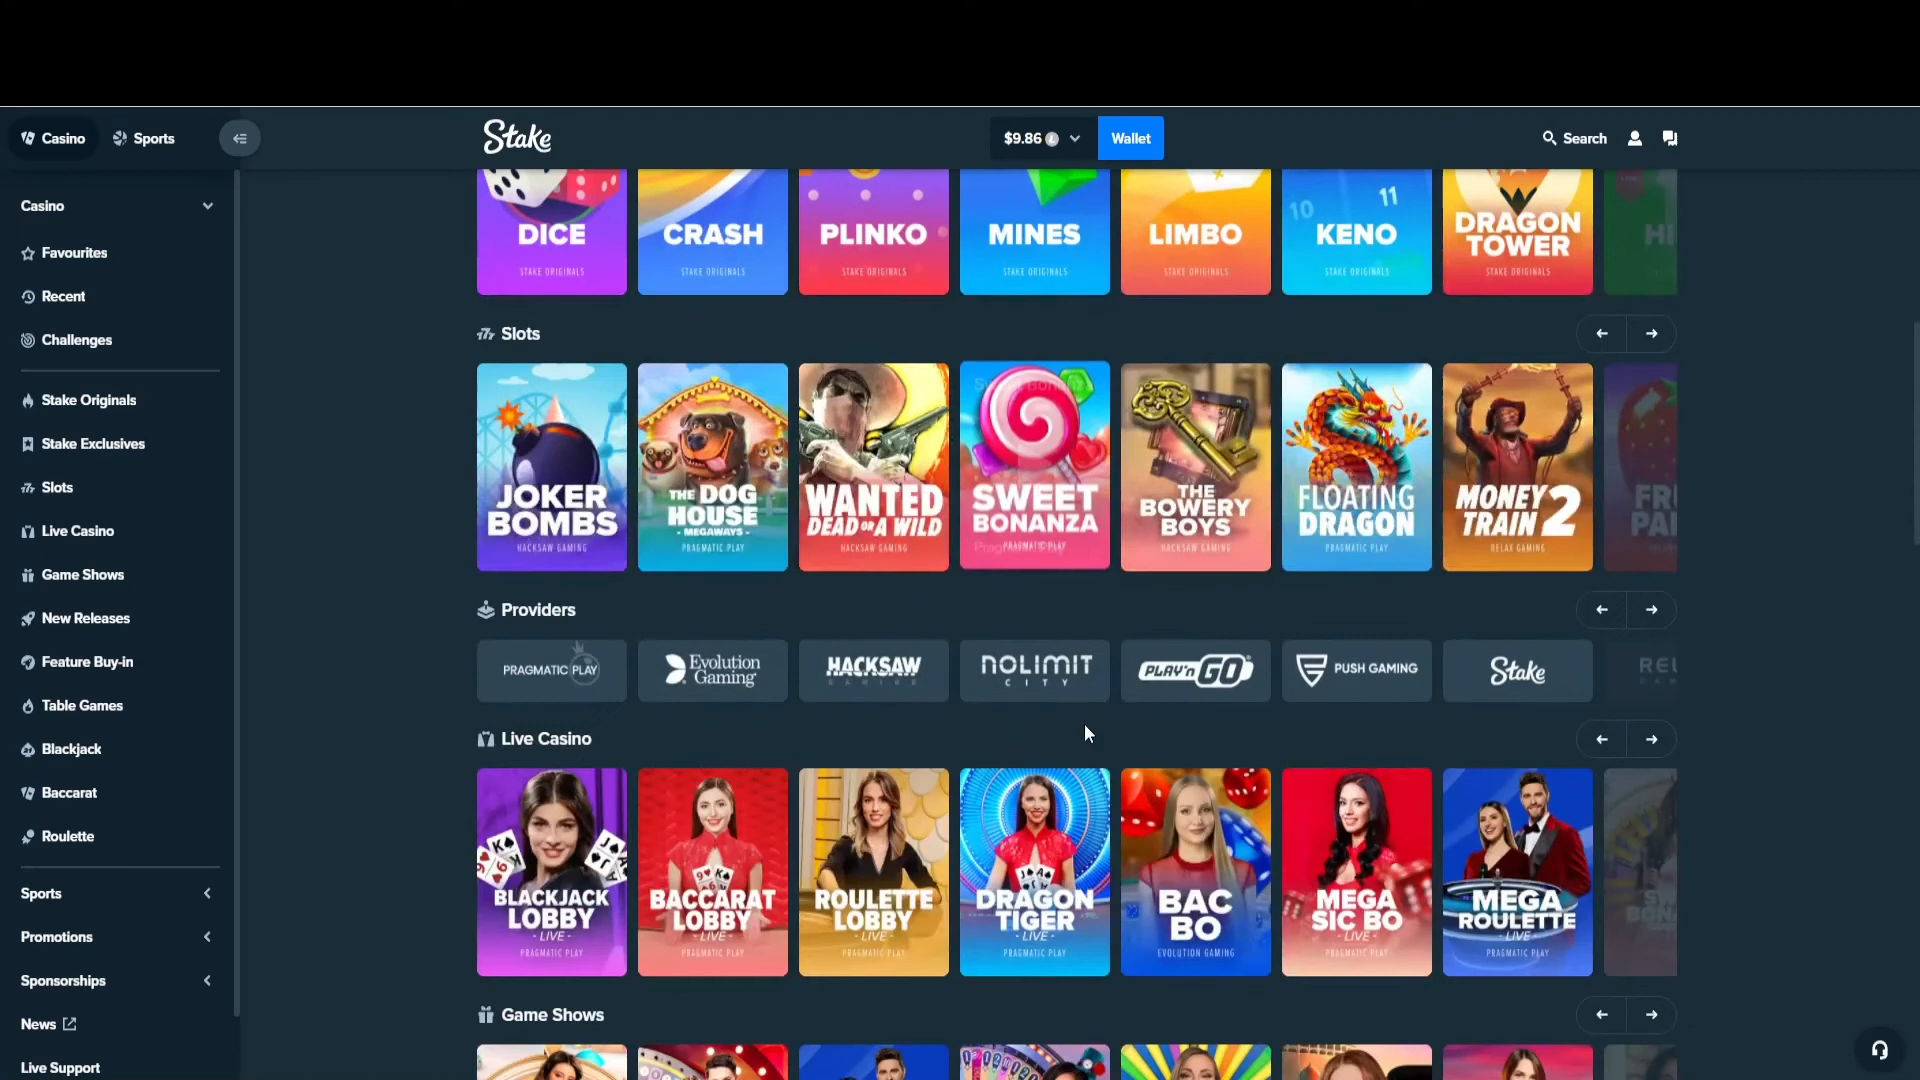 Casino
Sports
Stake
$9.86
Wallet
Search
Casino
Favourites
Recent
Challenges
Stake Originals
Stake Exclusives
Slots
Live Casino
Game Shows
New Releases
Feature Buy-in
Table Games
Blackjack
Baccarat
Roulette
Sports
Promotions
Sponsorships
News
Live Support
DICE
STAKE ORIGINALS
CRASH
STAKE ORIGINALS
PLINKO
STAKE ORIGINALS
MINES
STAKE ORIGINALS
LIMBO
STAKE ORIGINALS
10
11
KENO
STAKE ORIGINALS
DRAGON
TOWER
STAKE ORIGINALS
Slots
JOKER
BOMBS
HACKSAW GAMING
THE DOG
HOUSE
- MEGAWAYS -
PRAGMATIC PLAY
WANTED
DEAD OR A WILD
HACKSAW GAMING
SWEET
BONANZA
PRAGMATIC PLAY
THE
BOWERY
BOYS
HACKSAW GAMING
FLOATING
DRAGON
PRAGMATIC PLAY
MONEY
TRAIN 2
RELAX GAMING
Providers
PRAGMATIC PLAY
Evolution
Gaming
HACKSAW
GAMING
NOLIMIT
CITY
PLAY'n GO
PUSH GAMING
Stake
Live Casino
BLACKJACK
LOBBY
- LIVE -
PRAGMATIC PLAY
BACCARAT
LOBBY
- LIVE -
PRAGMATIC PLAY
ROULETTE
LOBBY
- LIVE -
PRAGMATIC PLAY
DRAGON
TIGER
- LIVE -
PRAGMATIC PLAY
BAC
BO
EVOLUTION GAMING
MEGA
SIC BO
- LIVE -
PRAGMATIC PLAY
MEGA
ROULETTE
- LIVE -
PRAGMATIC PLAY
Game Shows